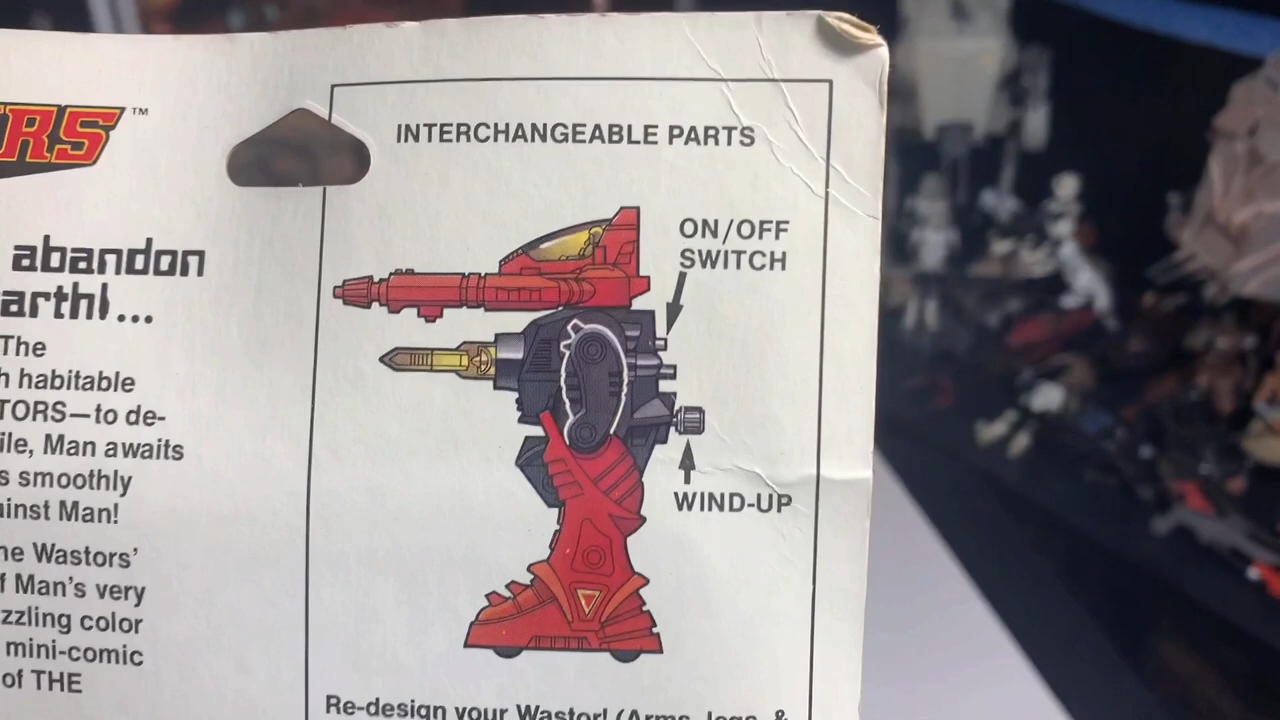 RS™
abandon
arth!...
The
h habitable
TORS—to de-
ile, Man awaits
s smoothly
ainst Man!
ne Wastors’
f Man’s very
zzling color
mini-comic
of THE
INTERCHANGEABLE PARTS
ON/OFF
SWITCH
WIND-UP
Re-design your Wastor! (Arms, legs, &